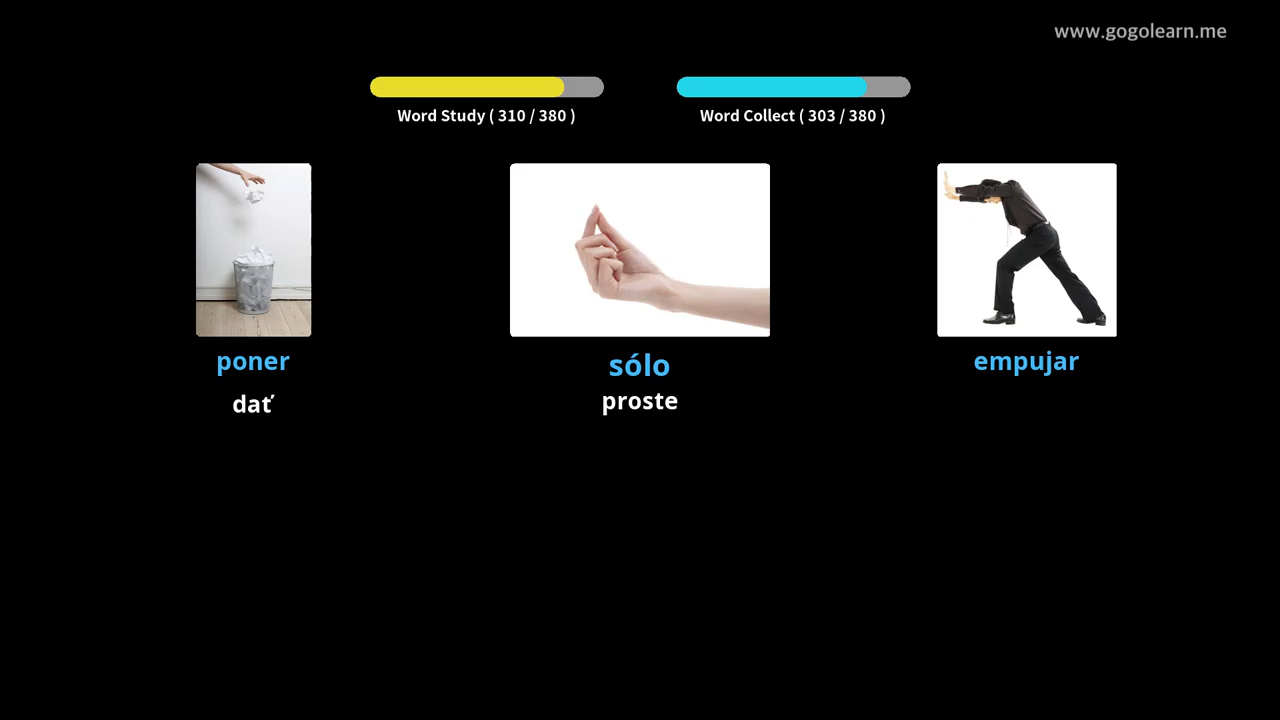 www.gogolearn.me
Word Study ( 310 / 380 )
Word Collect ( 303 / 380 )
poner
dať
sólo
proste
empujar